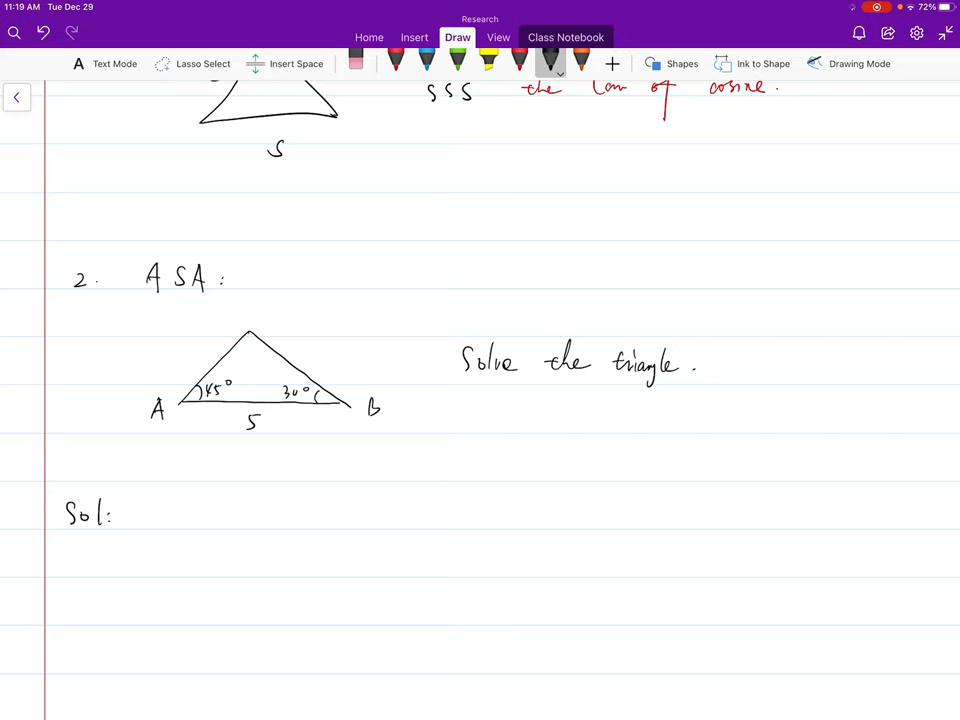 11:19 AM Tue Dec 29
72%
Research
Home Insert Draw View Class Notebook
Text Mode Lasso Select Insert Space Shapes Ink to Shape Drawing Mode
S S S the law of cosine.
S
2. ASA:
Solve the triangle.
45° 30°
A B
5
Sol: